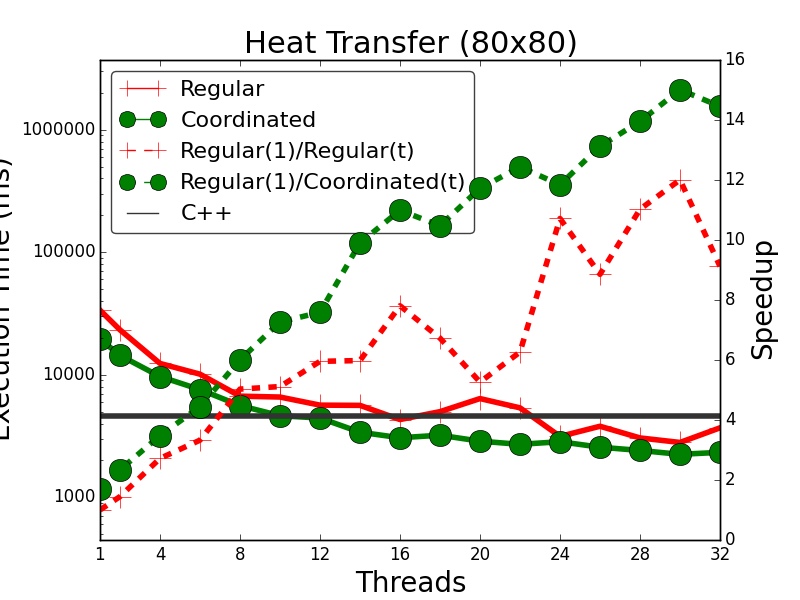 Heat Transfer (80x80)
Regular
Coordinated
Regular(1)/Regular(t)
Regular(1)/Coordinated(t)
C++
1000000
100000
10000
1000
Execution Time (ms)
16
14
12
10
8
6
4
2
0
Speedup
1 4 8 12 16 20 24 28 32
Threads